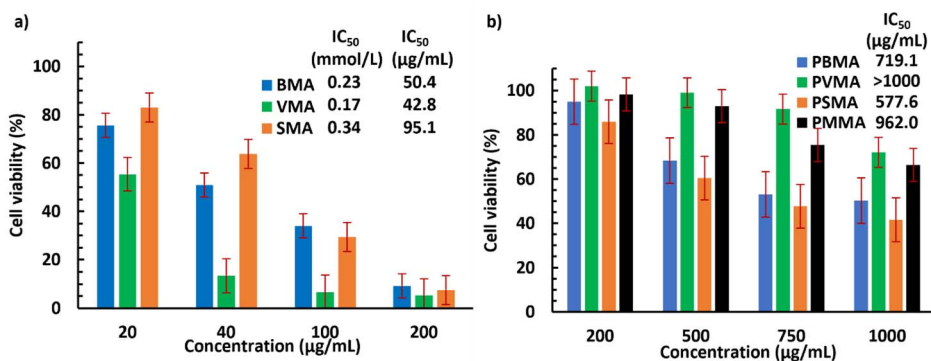 a)
IC50 IC50
(mmol/L) (μg/mL)
BMA 0.23 50.4
VMA 0.17 42.8
SMA 0.34 95.1
Cell viability (%)
100
80
60
40
20
0
20 40 100 200
Concentration (μg/mL)
b)
IC50
(μg/mL)
PBMA 719.1
PVMA >1000
PSMA 577.6
PMMA 962.0
Cell viability (%)
100
80
60
40
20
0
200 500 750 1000
Concentration (μg/mL)